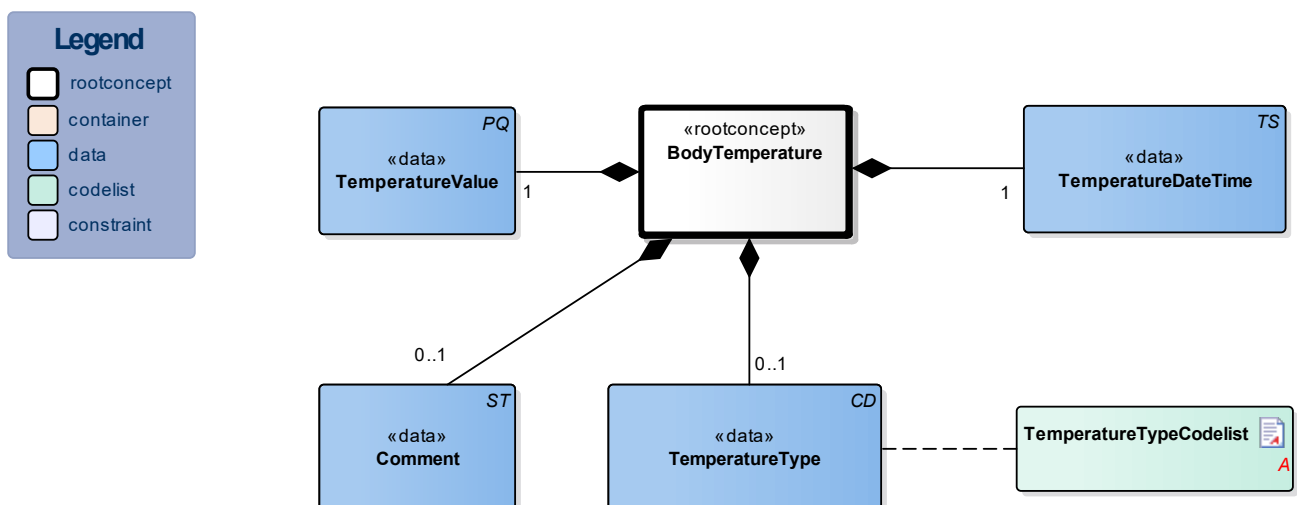 Legend
rootconcept
container
data
codelist
constraint
PQ
«data»
TemperatureValue
1
«rootconcept»
BodyTemperature
TS
«data»
TemperatureDateTime
1
0..1
0..1
ST
«data»
Comment
CD
«data»
TemperatureType
TemperatureTypeCodelist
A